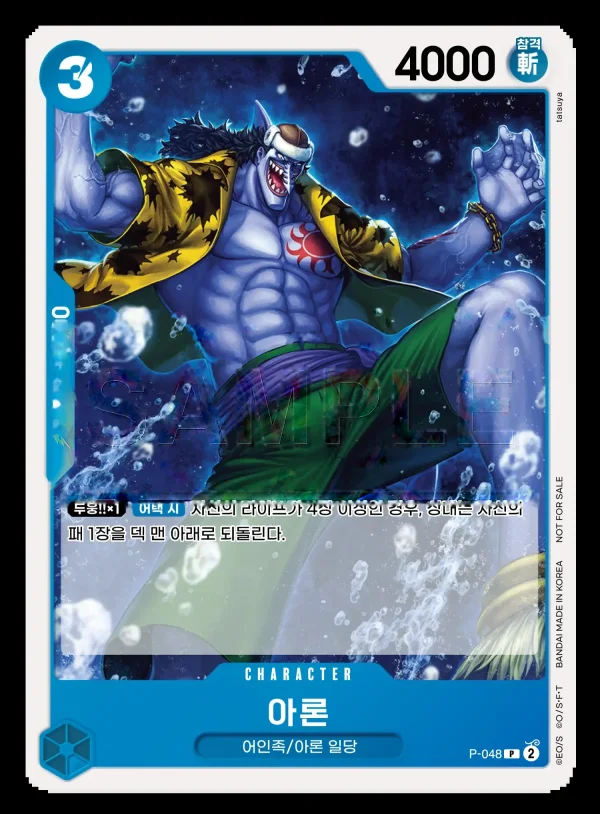 3
4000
참격
斬
tatsuya
SAMPLE
두웅!!×1 어택 시 자신의 라이프가 4장 이상인 경우, 상대는 자신의
패 1장을 덱 맨 아래로 되돌린다.
CHARACTER
아론
어인족/아론 일당
P-048 P 2
©EO/S ©O/S·F·T BANDAI MADE IN KOREA NOT FOR SALE